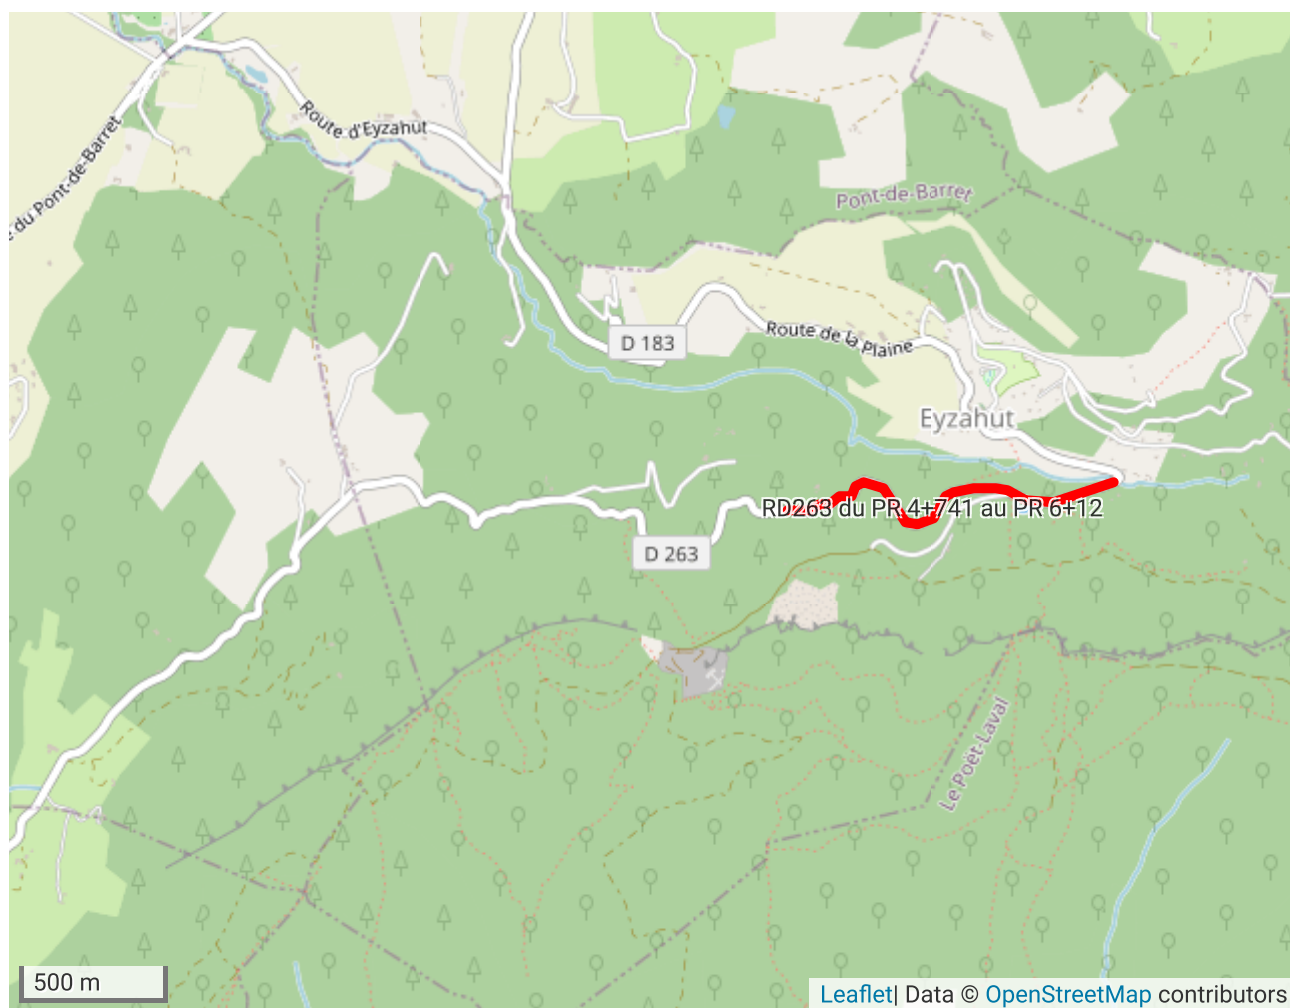 Route d'Eyzahut
e du Pont-de-Barret
Pont-de-Barret
D 183
Route de la Plaine
Eyzahut
RD263 du PR 4+741 au PR 6+12
D 263
Le Poët-Laval
500 m
Leaflet| Data © OpenStreetMap contributors